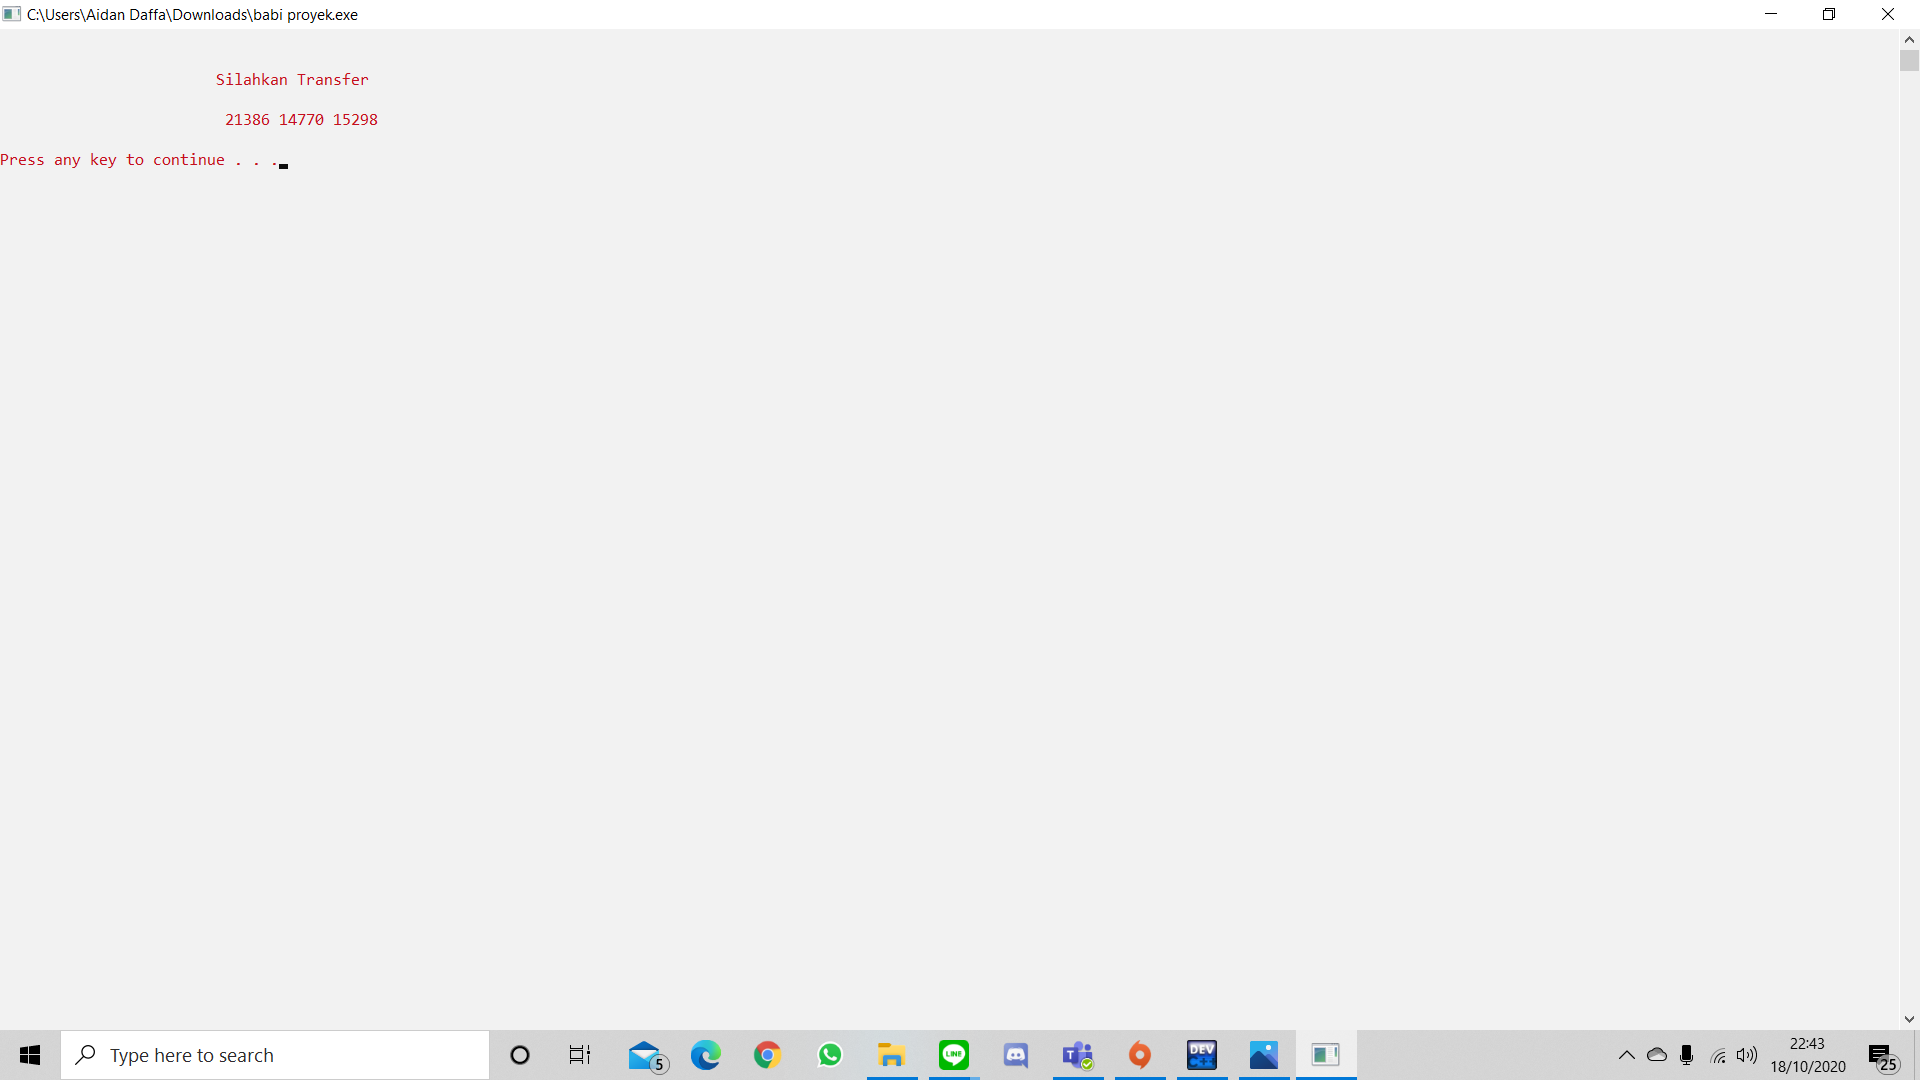 C:\Users\Aidan Daffa\Downloads\babi proyek.exe
Silahkan Transfer
21386 14770 15298
Press any key to continue . . .
Type here to search
5
LINE
T
DEV
C++
22:43
18/10/2020
25